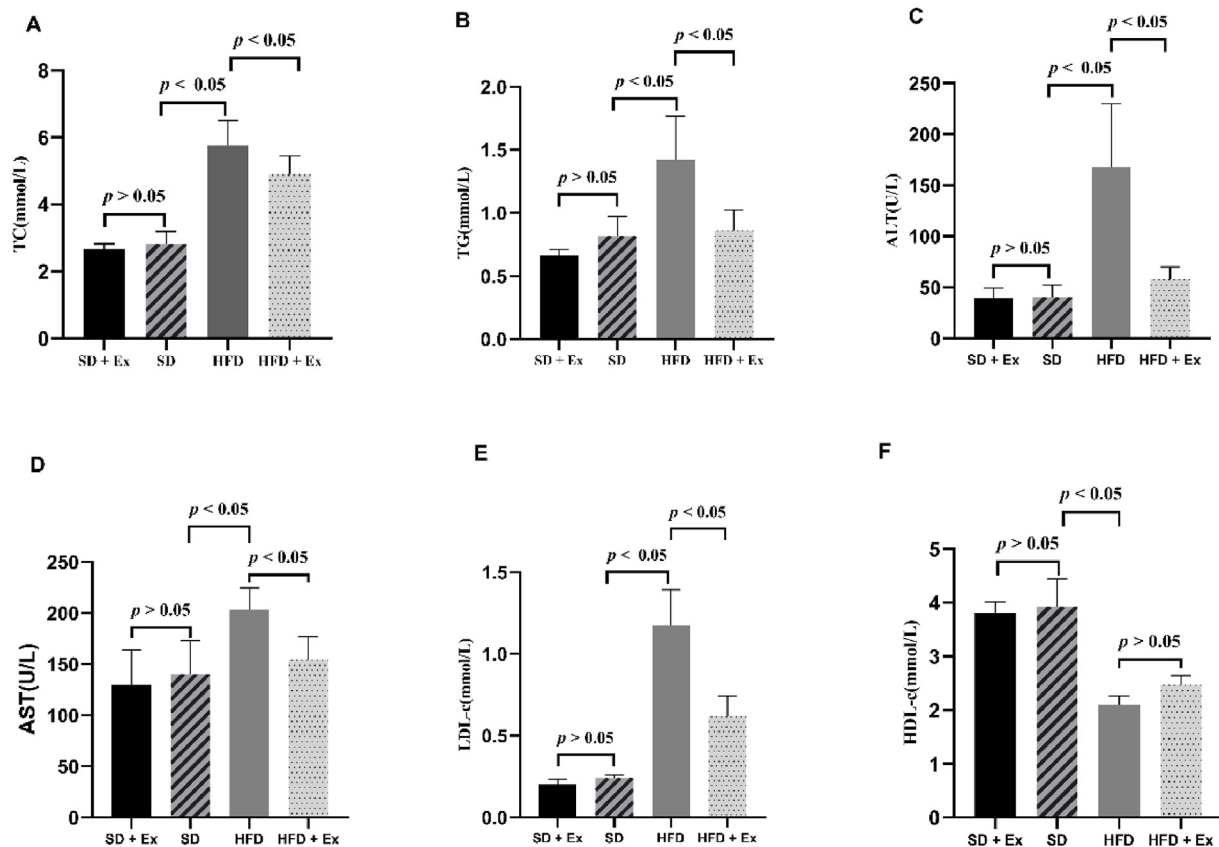 A
p < 0.05
p < 0.05
p > 0.05
TC(mmol/L)
8
6
4
2
0
SD + Ex SD HFD HFD + Ex
B
p < 0.05
p < 0.05
p > 0.05
TG(mmol/L)
2.0
1.5
1.0
0.5
0.0
SD + Ex SD HFD HFD + Ex
C
p < 0.05
p < 0.05
p > 0.05
ALT(U/L)
250
200
150
100
50
0
SD + Ex SD HFD HFD + Ex
D
p < 0.05
p < 0.05
p > 0.05
AST(U/L)
250
200
150
100
50
0
SD + Ex SD HFD HFD + Ex
E
p < 0.05
p < 0.05
p > 0.05
LDL-c(mmol/L)
1.5
1.0
0.5
0.0
SD + Ex SD HFD HFD + Ex
F
p < 0.05
p > 0.05
p > 0.05
HDL-c(mmol/L)
5
4
3
2
1
0
SD + Ex SD HFD HFD + Ex